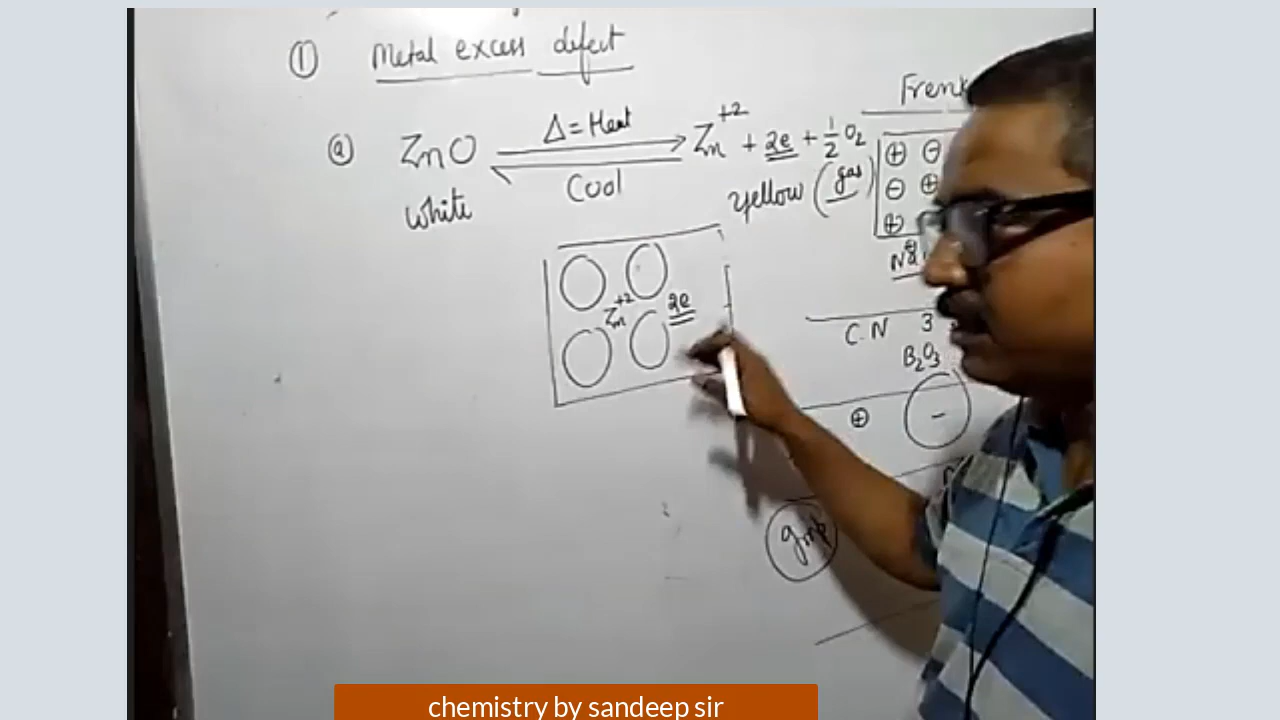 ① Metal excess defect
Frenk
ⓐ ZnO Δ = Heat Zn+2 + 2e + 1/2 O2
Cool
White
Yellow (gas)
⊕ ⊖
⊖ ⊕
⊕
Zn+2 2e
C.N 3
B2O3
⊕ −
gmp
chemistry by sandeep sir